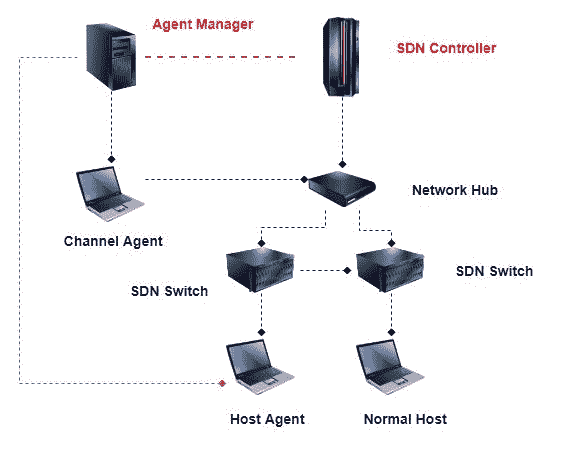 Agent Manager
SDN Controller
Network Hub
Channel Agent
SDN Switch
SDN Switch
Host Agent
Normal Host